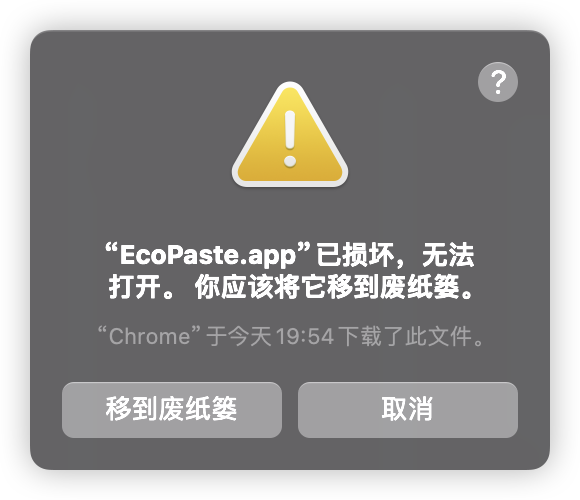 ?
“EcoPaste.app”已损坏，无法
打开。 你应该将它移到废纸篓。
“Chrome”于今天 19:54 下载了此文件。
移到废纸篓
取消